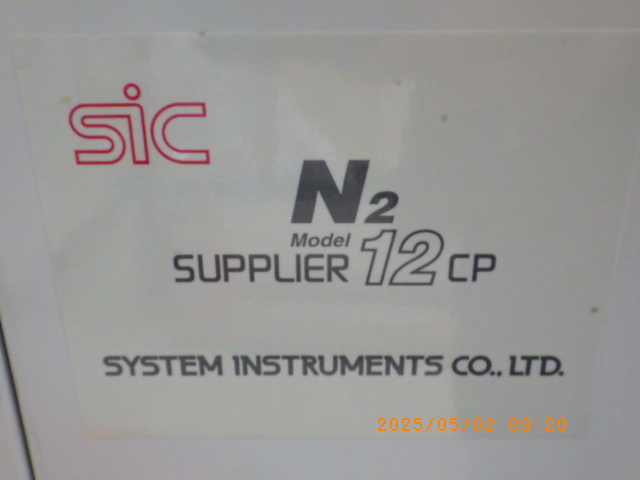 sic
N2
Model
SUPPLIER 12 CP
SYSTEM INSTRUMENTS CO., LTD.
2025/05/02 09:20